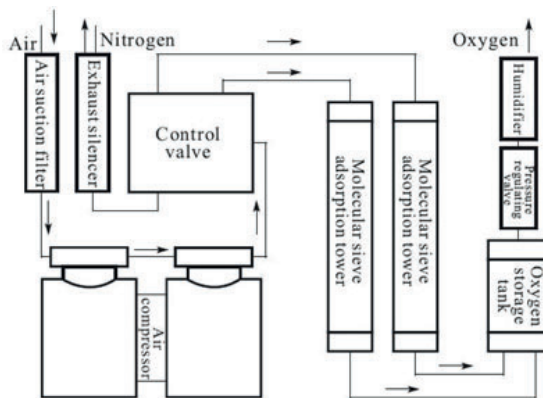 Air
Nitrogen
Oxygen
Air suction filter
Exhaust silencer
Control
valve
Molecular sieve
adsorption tower
Molecular sieve
adsorption tower
Humidifier
Pressure
regulating
valve
Oxygen
storage
tank
Air
compressor